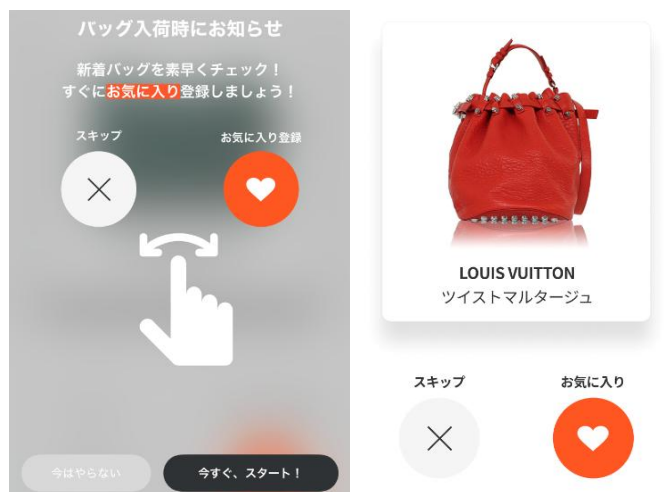 バッグ入荷時にお知らせ
新着バッグを素早くチェック！
すぐにお気に入り登録しましょう！
スキップ
お気に入り登録
今はやらない
今すぐ、スタート！
LOUIS VUITTON
ツイストマルタージュ
スキップ
お気に入り